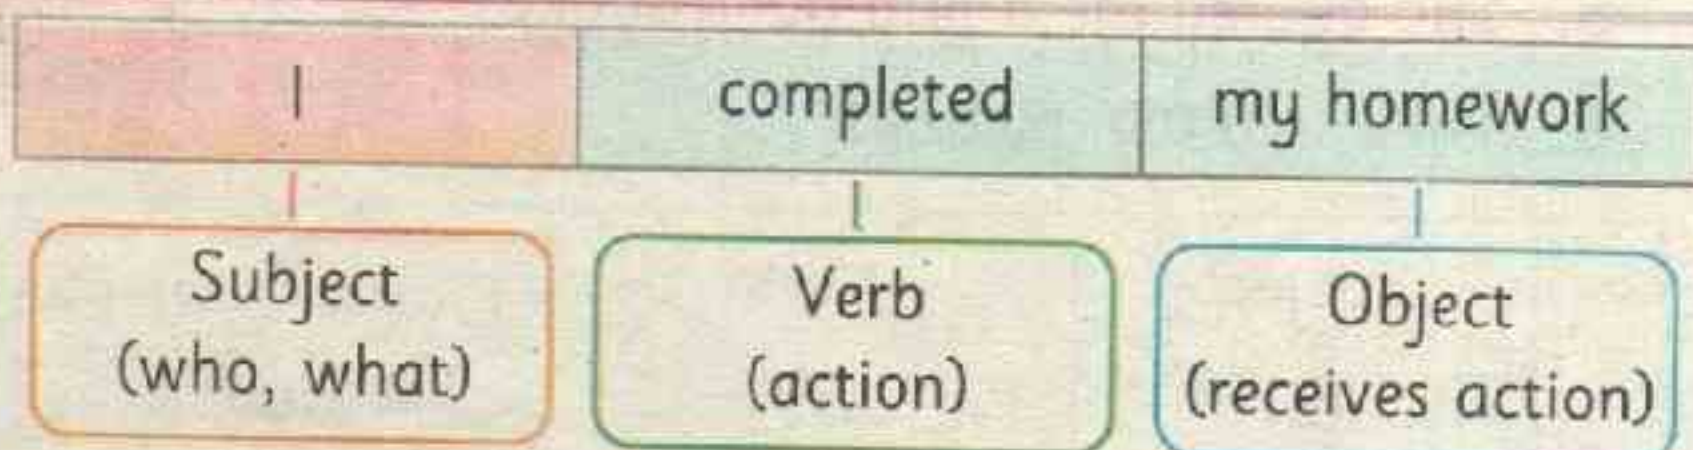 I completed my homework
Subject
(who, what)
Verb
(action)
Object
(receives action)